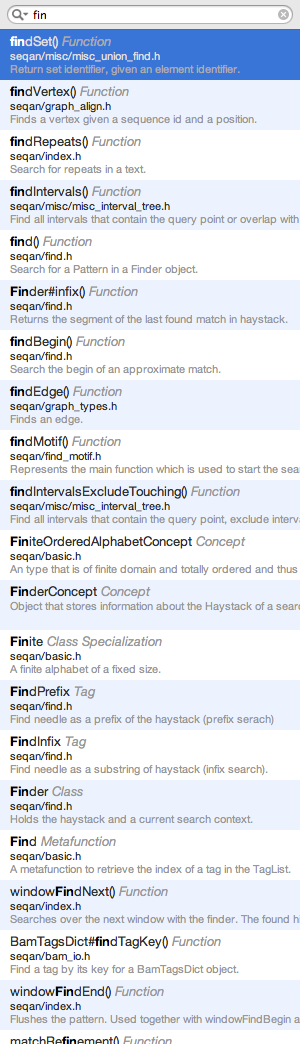 fin
findSet() Function
seqan/misc/misc_union_find.h
Return set identifier, given an element identifier.
findVertex() Function
seqan/graph_align.h
Finds a vertex given a sequence id and a position.
findRepeats() Function
seqan/index.h
Search for repeats in a text.
findIntervals() Function
seqan/misc/misc_interval_tree.h
Find all intervals that contain the query point or overlap with
find() Function
seqan/find.h
Search for a Pattern in a Finder object.
Finder#infix() Function
seqan/find.h
Returns the segment of the last found match in haystack.
findBegin() Function
seqan/find.h
Search the begin of an approximate match.
findEdge() Function
seqan/graph_types.h
Finds an edge.
findMotif() Function
seqan/find_motif.h
Represents the main function which is used to start the sea
findIntervalsExcludeTouching() Function
seqan/misc/misc_interval_tree.h
Find all intervals that contain the query point, exclude interv
FiniteOrderedAlphabetConcept Concept
seqan/basic.h
An type that is of finite domain and totally ordered and thus
FinderConcept Concept
Object that stores information about the Haystack of a sear
Finite Class Specialization
seqan/basic.h
A finite alphabet of a fixed size.
FindPrefix Tag
seqan/find.h
Find needle as a prefix of the haystack (prefix serach)
FindInfix Tag
seqan/find.h
Find needle as a substring of haystack (infix search).
Finder Class
seqan/find.h
Holds the haystack and a current search context.
Find Metafunction
seqan/basic.h
A metafunction to retrieve the index of a tag in the TagList.
windowFindNext() Function
seqan/index.h
Searches over the next window with the finder. The found hi
BamTagsDict#findTagKey() Function
seqan/bam_io.h
Find a tag by its key for a BamTagsDict object.
windowFindEnd() Function
seqan/index.h
Flushes the pattern. Used together with windowFindBegin a
matchRefinement() Function